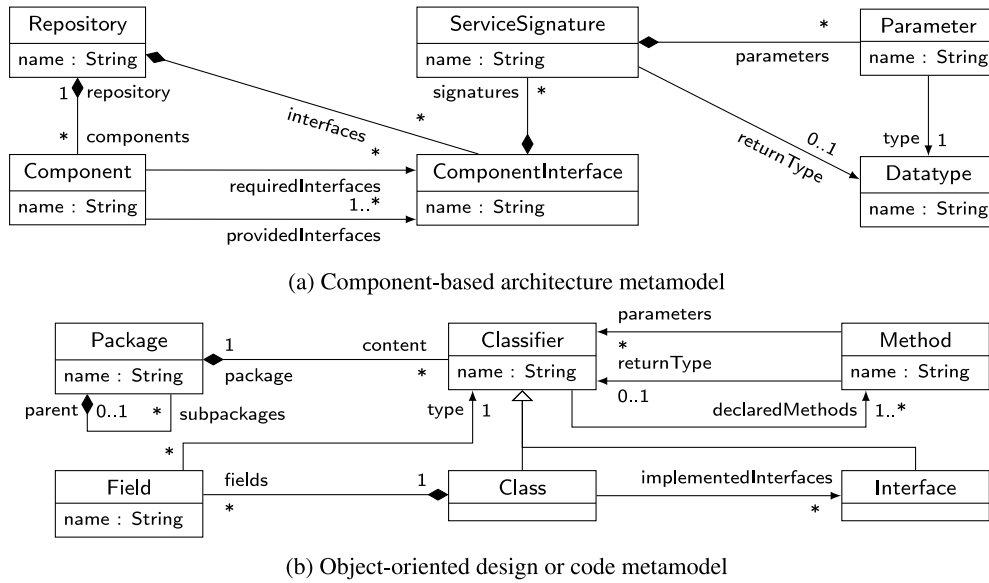 Repository
name : String
ServiceSignature
name : String
*
parameters
Parameter
name : String
1
repository
signatures
*
interfaces
*
*
components
*
returnType
0..1
type
1
Component
name : String
requiredInterfaces
1..*
providedInterfaces
ComponentInterface
name : String
Datatype
name : String
(a) Component-based architecture metamodel
Package
name : String
1
package
content
*
Classifier
name : String
parameters
*
returnType
0..1
Method
name : String
parent
0..1
*
subpackages
type
1
declaredMethods
1..*
*
Field
name : String
fields
*
1
Class
implementedInterfaces
*
Interface
(b) Object-oriented design or code metamodel